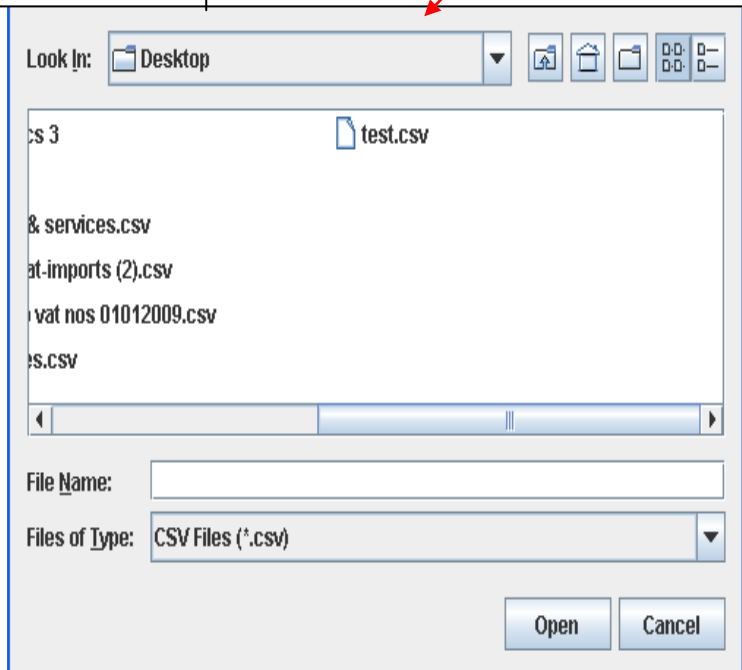 Look In: Desktop
cs 3
test.csv
& services.csv
at-imports (2).csv
vat nos 01012009.csv
es.csv
File Name:
Files of Type: CSV Files (*.csv)
Open Cancel